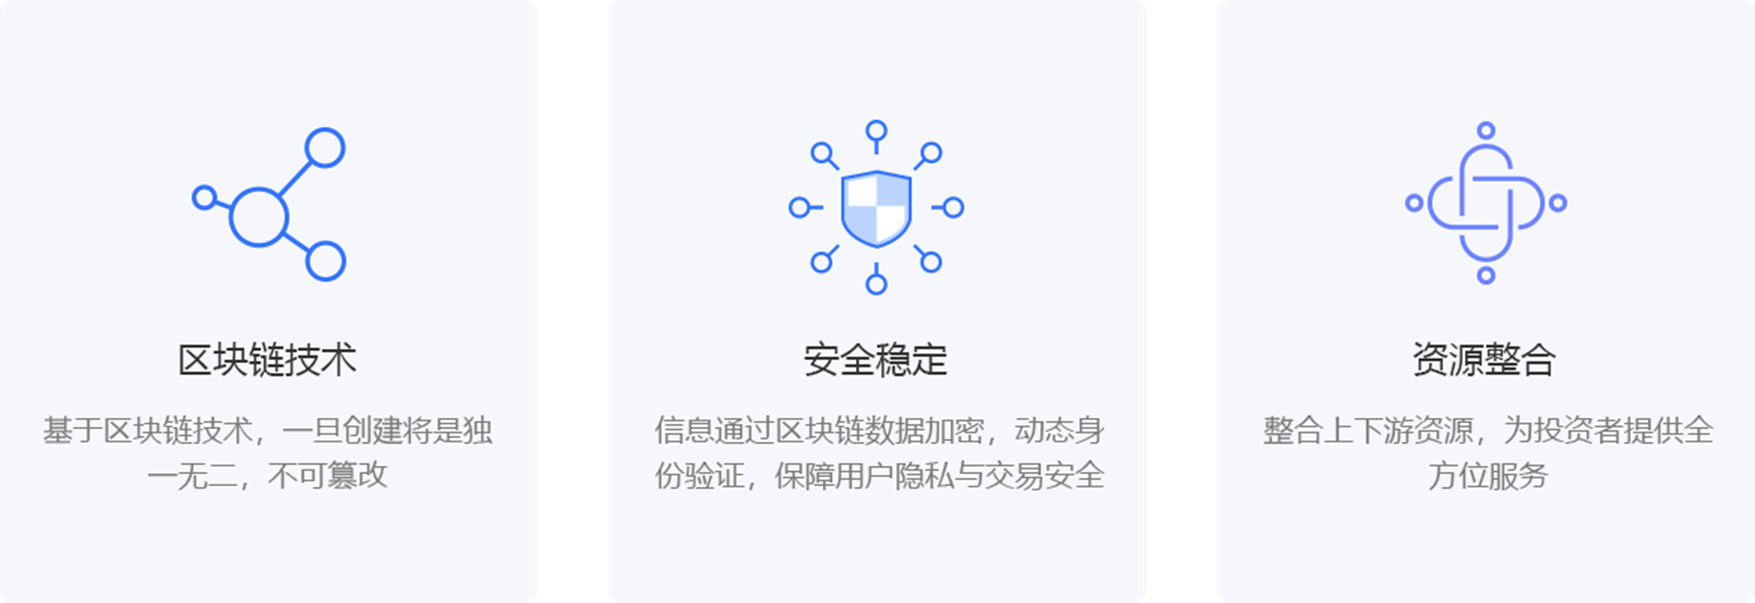 区块链技术
基于区块链技术，一旦创建将是独
一无二，不可篡改
安全稳定
信息通过区块链数据加密，动态身
份验证，保障用户隐私与交易安全
资源整合
整合上下游资源，为投资者提供全
方位服务